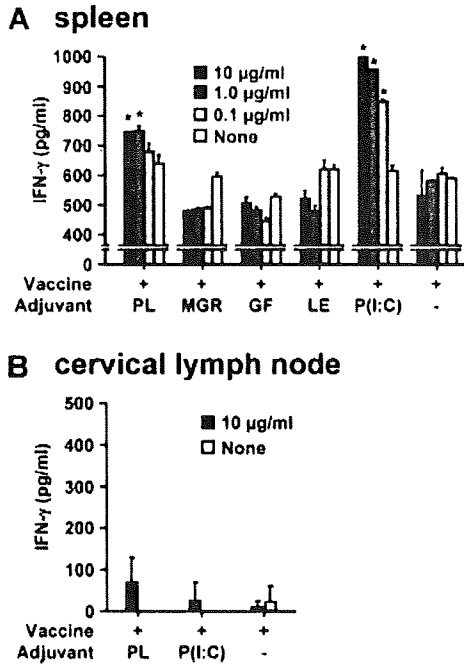 A spleen
10 µg/ml
1.0 µg/ml
0.1 µg/ml
None
IFN-γ (pg/ml)
1000
900
800
700
600
500
400
0
Vaccine + + + + + +
Adjuvant PL MGR GF LE P(I:C) -
B cervical lymph node
10 µg/ml
None
IFN-γ (pg/ml)
500
400
300
200
100
0
Vaccine + + +
Adjuvant PL P(I:C) -